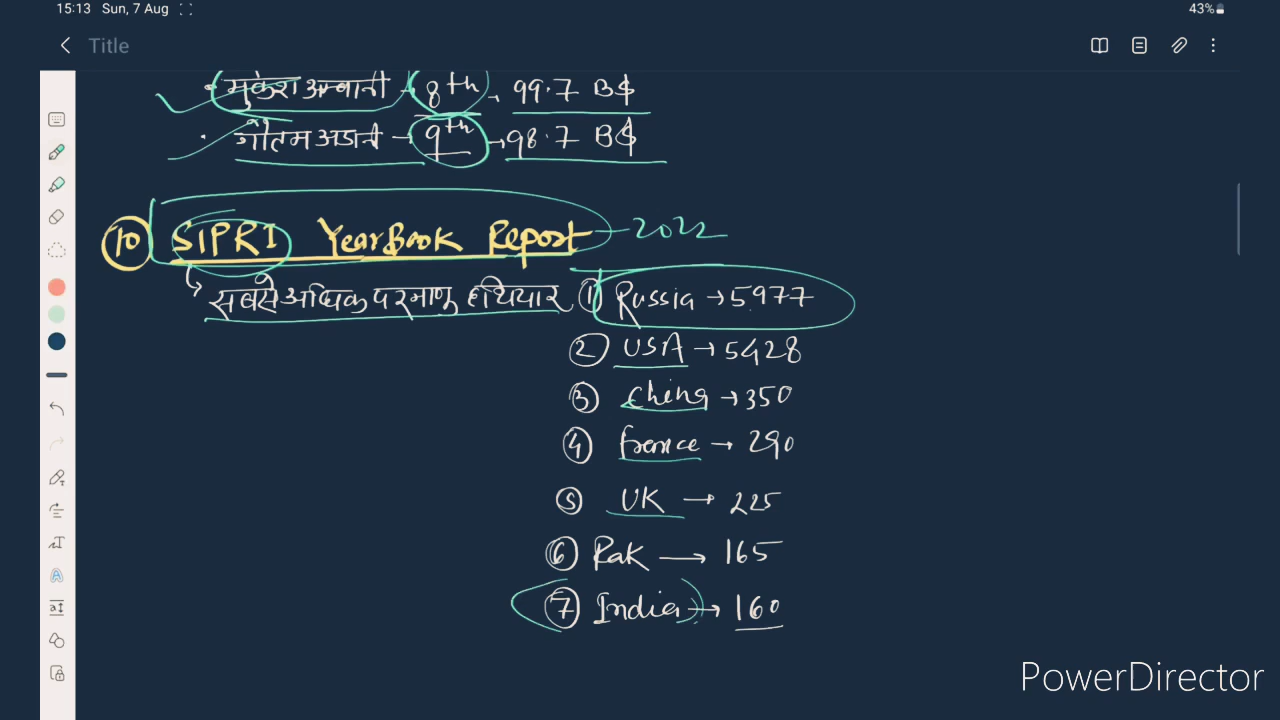 15:13 Sun, 7 Aug
43%
Title
• मुकेश अम्बानी → 8th → 99.7 B$
• गौतम अडानी → 9th → 98.7 B$
10 SIPRI YearBook Report - 2022
सबसे अधिक परमाणु हथियार 1 Russia → 5977
2 USA → 5428
3 China → 350
4 France → 290
5 UK → 225
6 Pak → 165
7 India → 160
PowerDirector